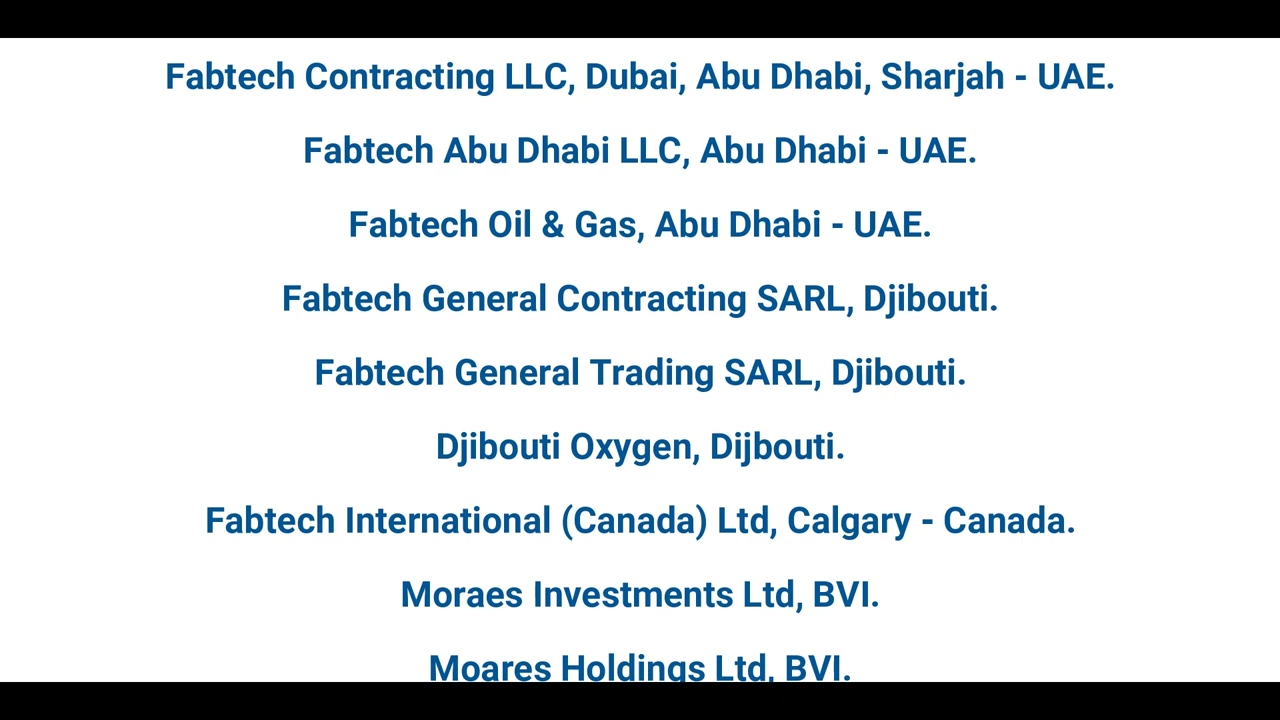 Fabtech Contracting LLC, Dubai, Abu Dhabi, Sharjah - UAE.
Fabtech Abu Dhabi LLC, Abu Dhabi - UAE.
Fabtech Oil & Gas, Abu Dhabi - UAE.
Fabtech General Contracting SARL, Djibouti.
Fabtech General Trading SARL, Djibouti.
Djibouti Oxygen, Dijbouti.
Fabtech International (Canada) Ltd, Calgary - Canada.
Moraes Investments Ltd, BVI.
Moares Holdings Ltd, BVI.